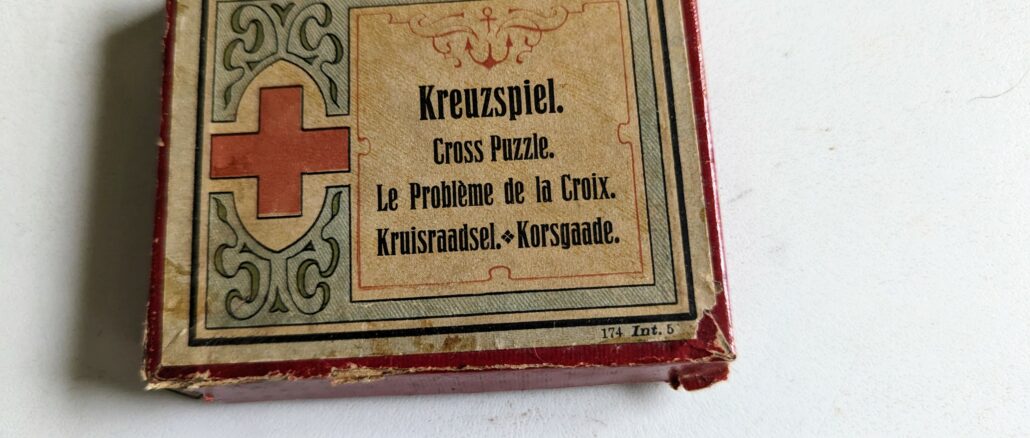 Kreuzspiel.
Cross Puzzle.
Le Problème de la Croix.
Kruisraadsel.❖Korsgaade.
174 Int. 5